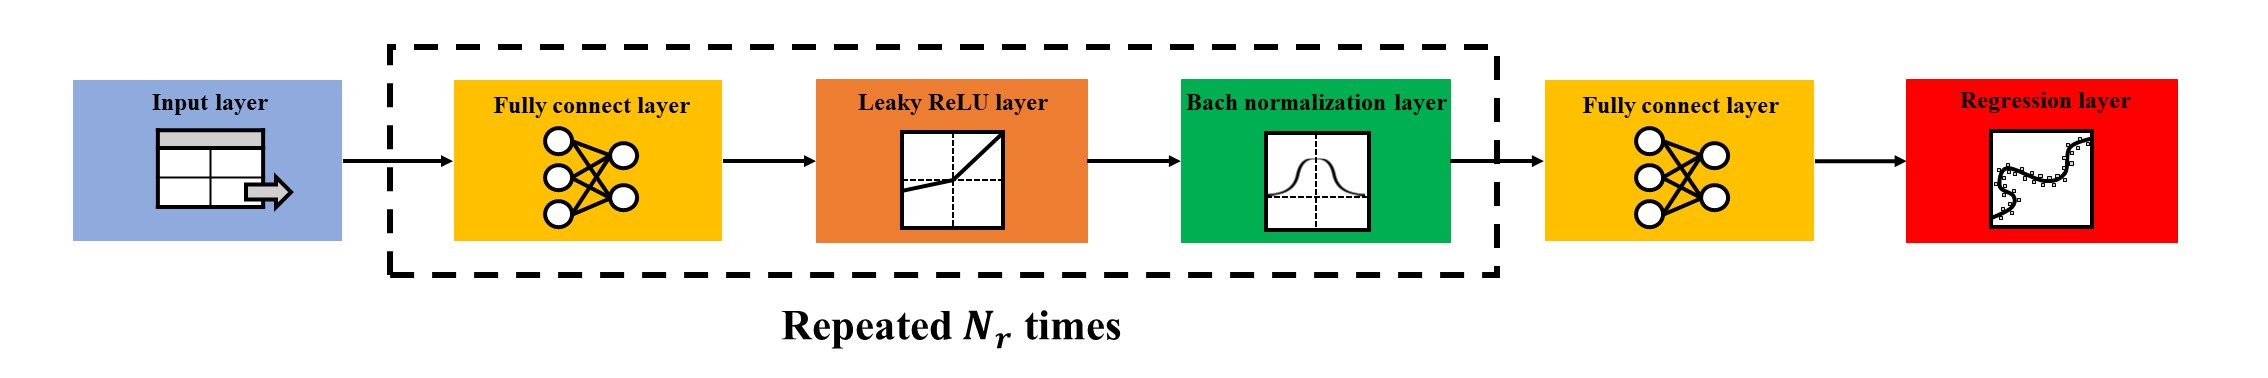 Input layer
Fully connect layer
Leaky ReLU layer
Bach normalization layer
Fully connect layer
Regression layer
Repeated N_r times